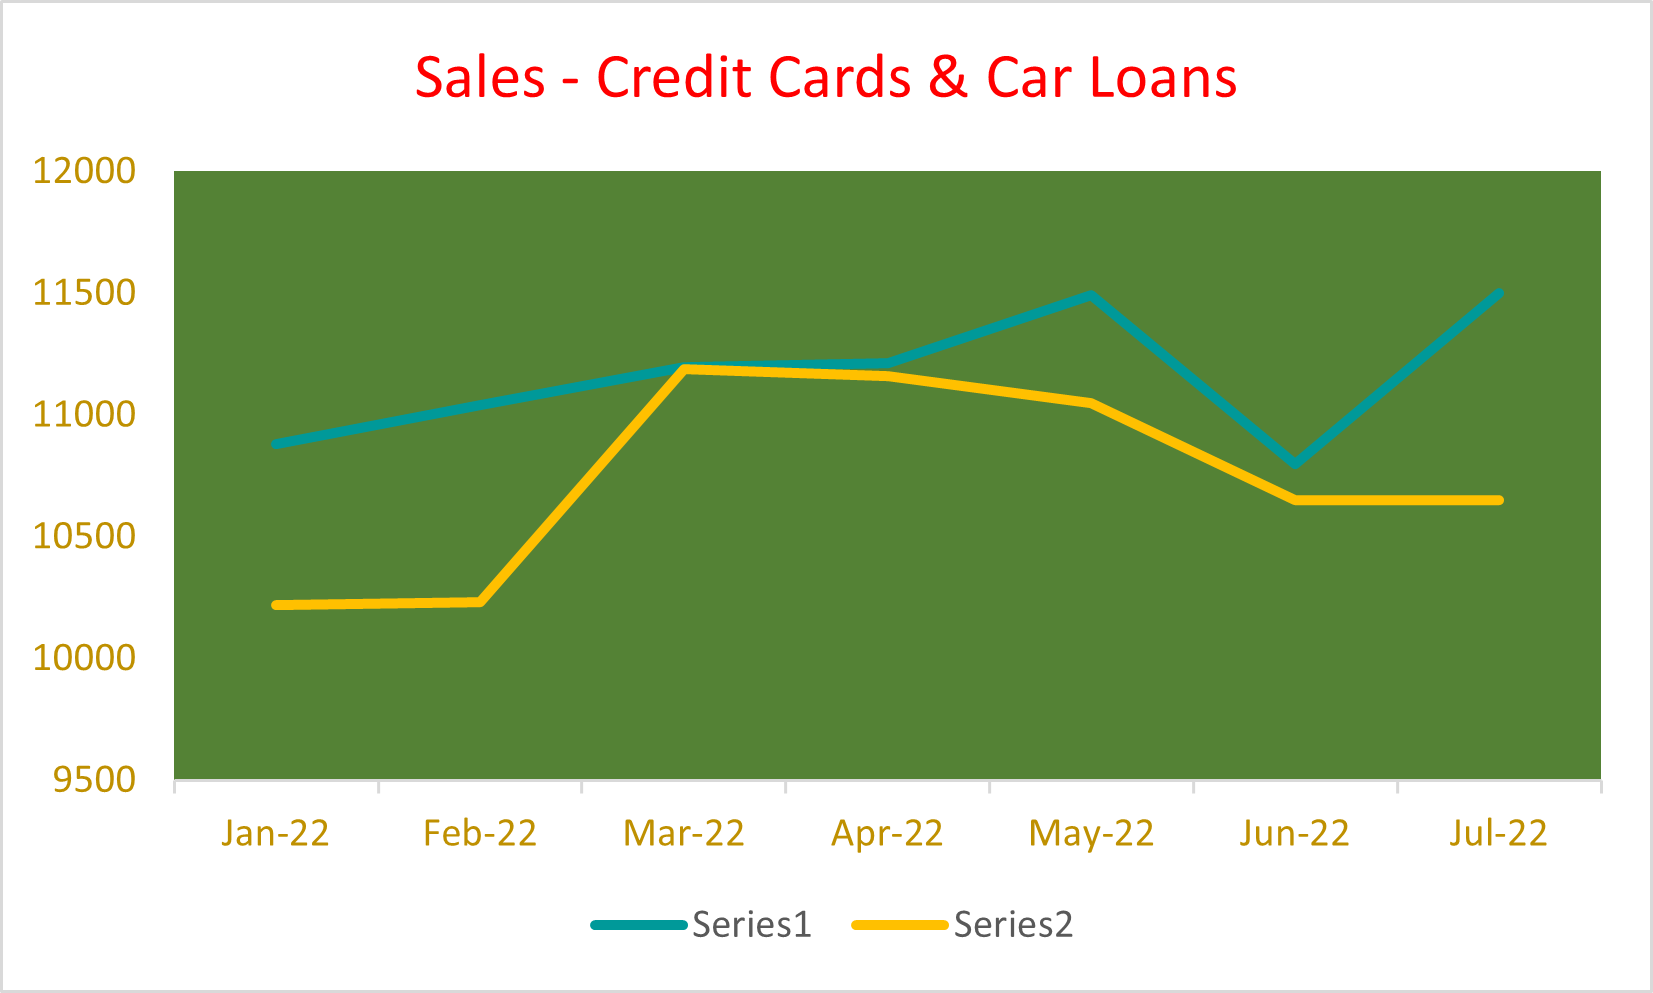 Sales - Credit Cards & Car Loans
12000
11500
11000
10500
10000
9500
Jan-22 Feb-22 Mar-22 Apr-22 May-22 Jun-22 Jul-22
Series1 Series2